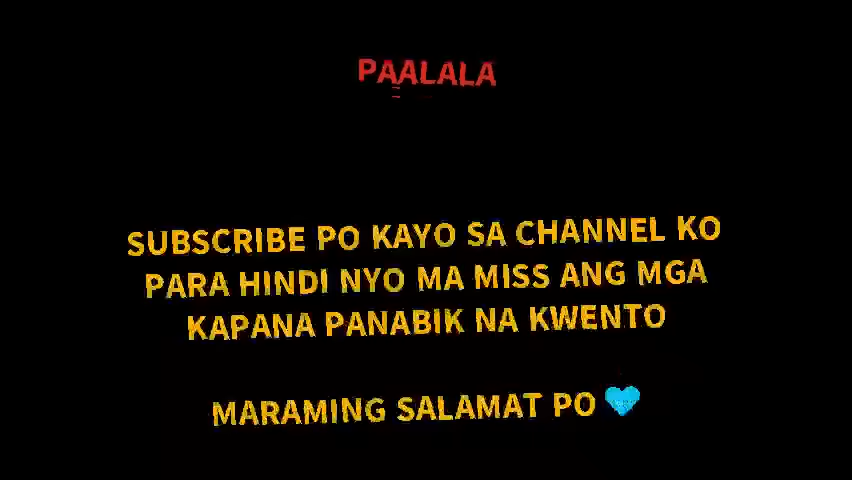 PAALALA
SUBSCRIBE PO KAYO SA CHANNEL KO
PARA HINDI NYO MA MISS ANG MGA
KAPANA PANABIK NA KWENTO
MARAMING SALAMAT PO 🩵